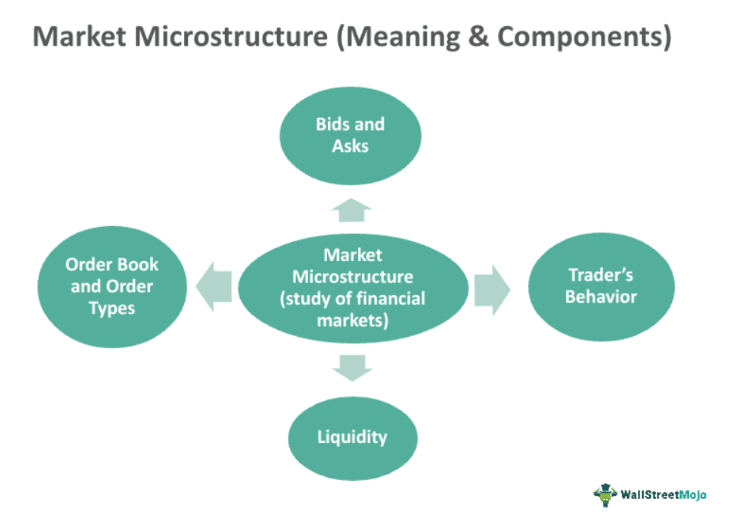 Market Microstructure (Meaning & Components)
Bids and
Asks
Order Book
and Order
Types
Market
Microstructure
(study of financial
markets)
Trader's
Behavior
Liquidity
WallStreetMojo